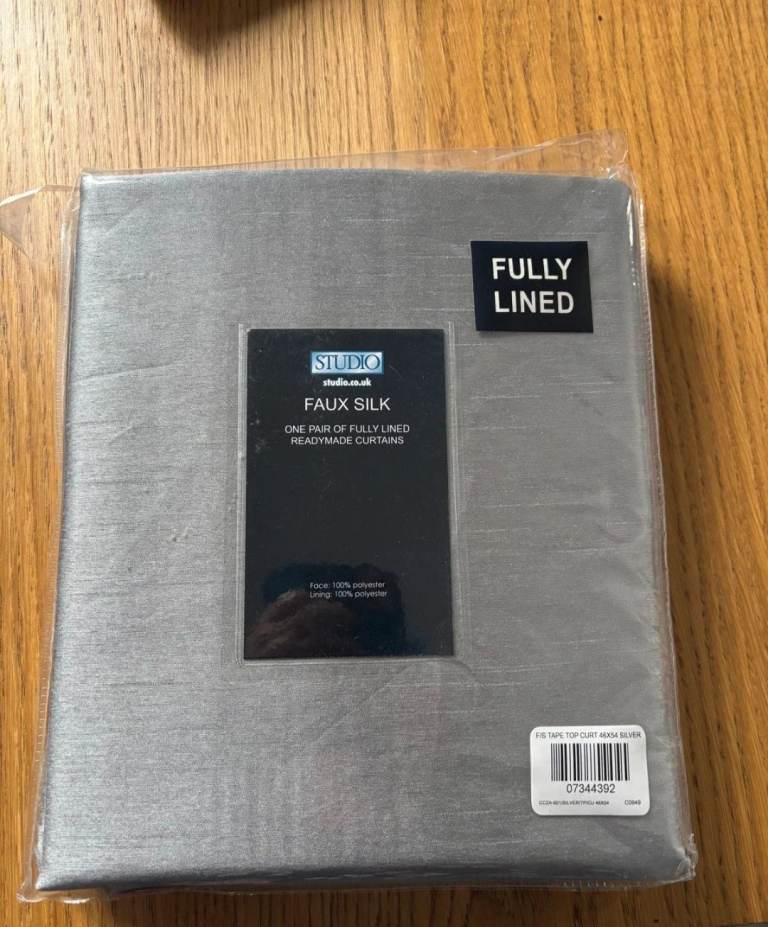 FULLY
LINED
STUDIO
studio.co.uk
FAUX SILK
ONE PAIR OF FULLY LINED
READYMADE CURTAINS
Face: 100% polyester
Lining: 100% polyester
F/S TAPE TOP CURT 46X54 SILVER
07344392
C0949